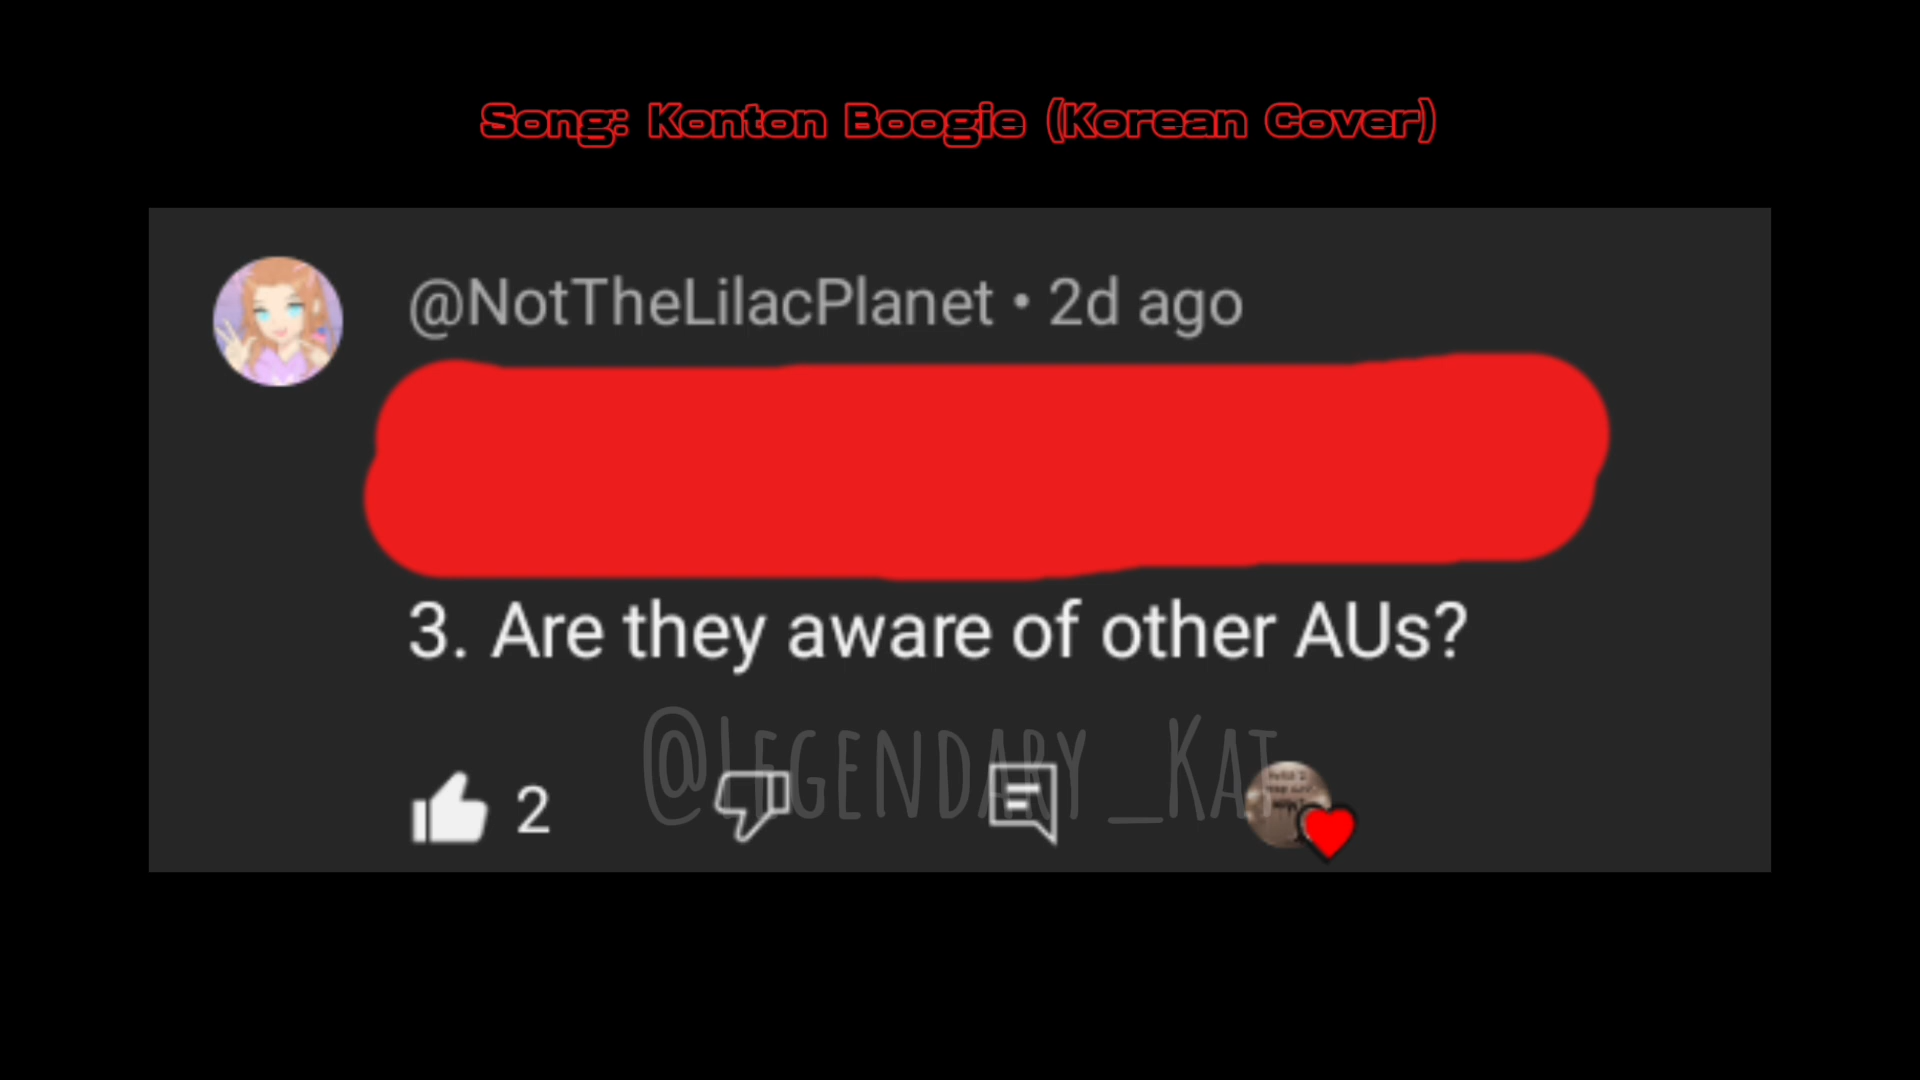 Song: Konton Boogie (Korean Cover)
@NotTheLilacPlanet • 2d ago
3. Are they aware of other AUs?
@Legendary_Kat
2